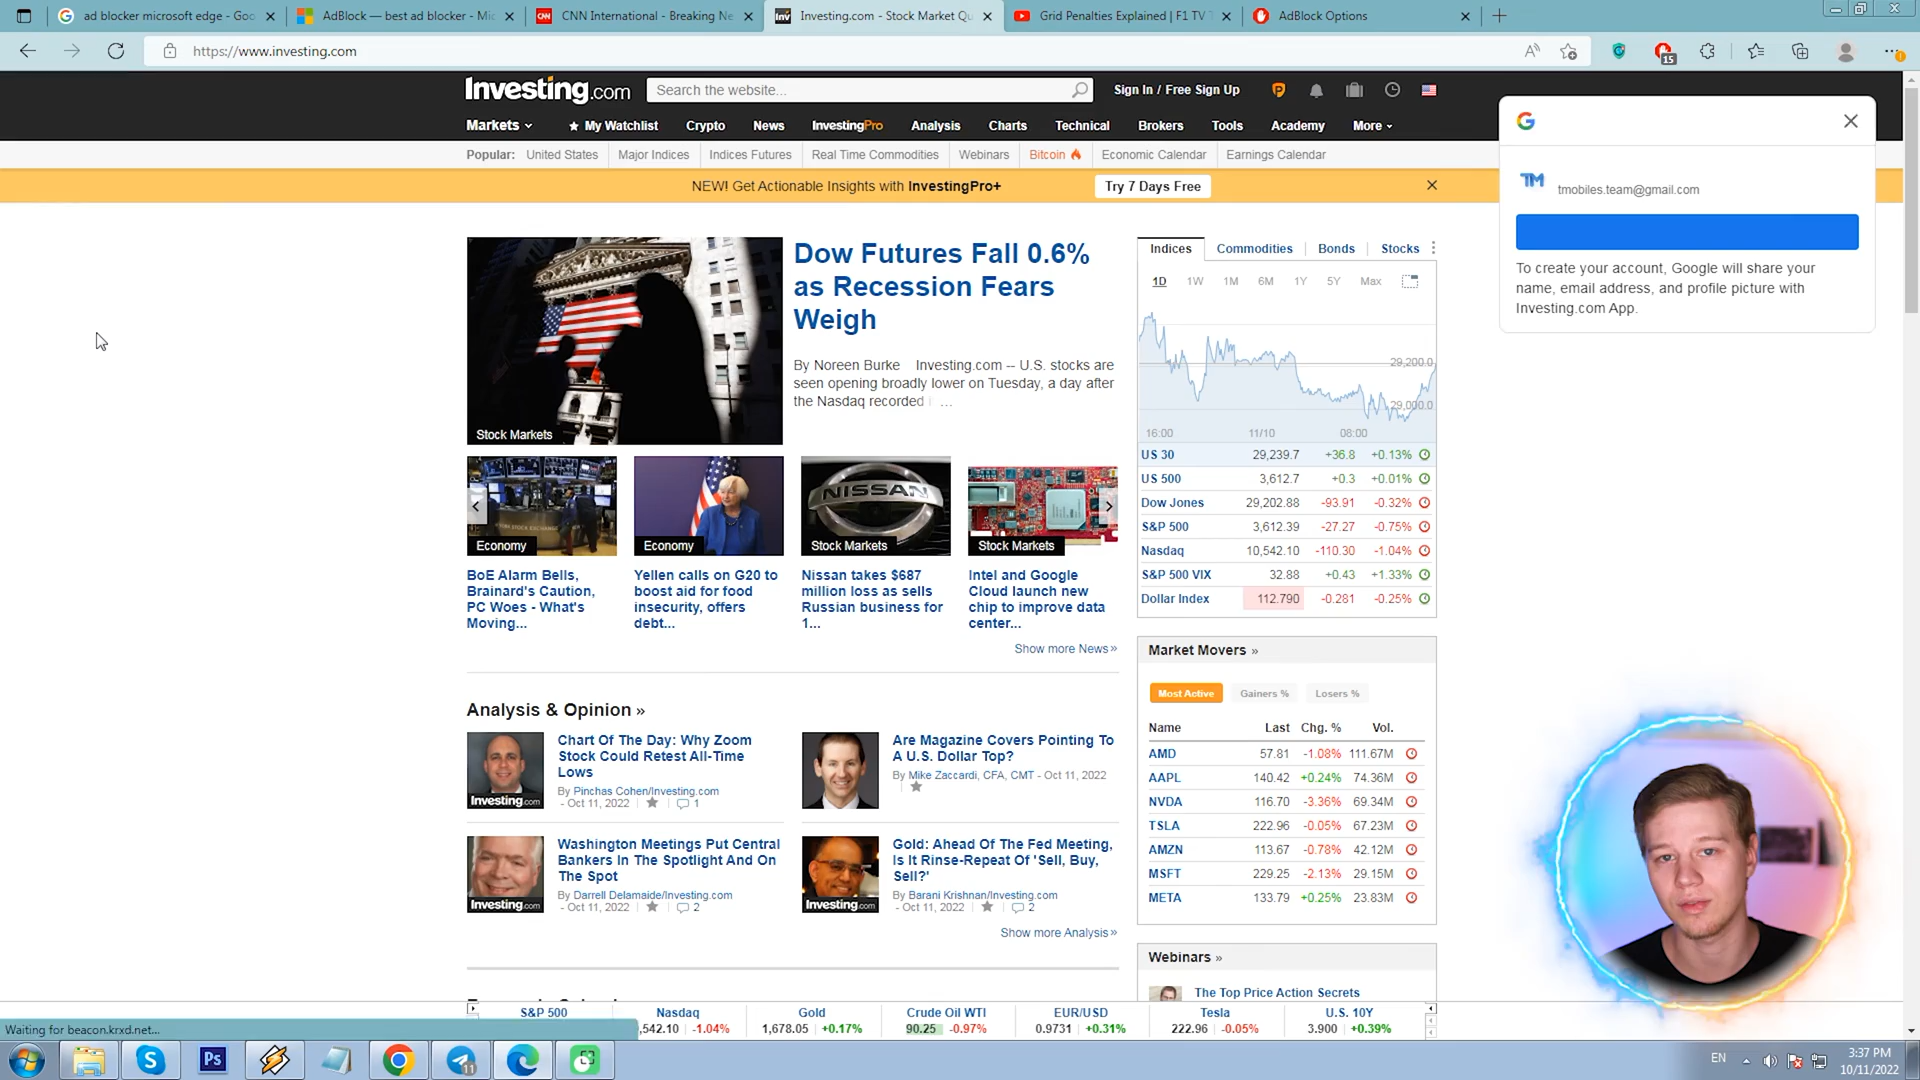 ad blocker microsoft edge - Goo
AdBlock — best ad blocker - Mic
CNN International - Breaking Ne
Investing.com - Stock Market Qu
Grid Penalties Explained | F1 TV T
AdBlock Options
https://www.investing.com
15
Investing.com
Search the website...
Sign In / Free Sign Up
Markets
My Watchlist
Crypto
News
InvestingPro
Analysis
Charts
Technical
Brokers
Tools
Academy
More
Popular: United States Major Indices Indices Futures Real Time Commodities Webinars Bitcoin Economic Calendar Earnings Calendar
NEW! Get Actionable Insights with InvestingPro+
Try 7 Days Free
TM
tmobiles.team@gmail.com
To create your account, Google will share your
name, email address, and profile picture with
Investing.com App.
Stock Markets
Dow Futures Fall 0.6%
as Recession Fears
Weigh
By Noreen Burke Investing.com -- U.S. stocks are
seen opening broadly lower on Tuesday, a day after
the Nasdaq recorded ...
NISSAN
Economy
Economy
Stock Markets
Stock Markets
BoE Alarm Bells,
Brainard's Caution,
PC Woes - What's
Moving...
Yellen calls on G20 to
boost aid for food
insecurity, offers
debt...
Nissan takes $687
million loss as sells
Russian business for
1...
Intel and Google
Cloud launch new
chip to improve data
center...
Show more News »
Analysis & Opinion »
Chart Of The Day: Why Zoom
Stock Could Retest All-Time
Lows
By Pinchas Cohen/Investing.com
- Oct 11, 2022 1
Investing.com
Are Magazine Covers Pointing To
A U.S. Dollar Top?
By Mike Zaccardi, CFA, CMT - Oct 11, 2022
Washington Meetings Put Central
Bankers In The Spotlight And On
The Spot
By Darrell Delamaide/Investing.com
- Oct 11, 2022 2
Investing.com
Gold: Ahead Of The Fed Meeting,
Is It Rinse-Repeat Of 'Sell, Buy,
Sell?'
By Barani Krishnan/Investing.com
- Oct 11, 2022 2
Investing.com
Show more Analysis »
Indices Commodities Bonds Stocks
1D 1W 1M 6M 1Y 5Y Max
29,200.0
29,000.0
16:00 11/10 08:00
US 30 29,239.7 +36.8 +0.13%
US 500 3,612.7 +0.3 +0.01%
Dow Jones 29,202.88 -93.91 -0.32%
S&P 500 3,612.39 -27.27 -0.75%
Nasdaq 10,542.10 -110.30 -1.04%
S&P 500 VIX 32.88 +0.43 +1.33%
Dollar Index 112.790 -0.281 -0.25%
Market Movers »
Most Active Gainers % Losers %
Name Last Chg. % Vol.
AMD 57.81 -1.08% 111.67M
AAPL 140.42 +0.24% 74.36M
NVDA 116.70 -3.36% 69.34M
TSLA 222.96 -0.05% 67.23M
AMZN 113.67 -0.78% 42.12M
MSFT 229.25 -2.13% 29.15M
META 133.79 +0.25% 23.83M
Webinars »
The Top Price Action Secrets
S&P 500 Nasdaq Gold Crude Oil WTI EUR/USD Tesla U.S. 10Y
,542.10 -1.04% 1,678.05 +0.17% 90.25 -0.97% 0.9731 +0.31% 222.96 -0.05% 3.900 +0.39%
Waiting for beacon.krxd.net...
Ps
11
EN
3:37 PM
10/11/2022